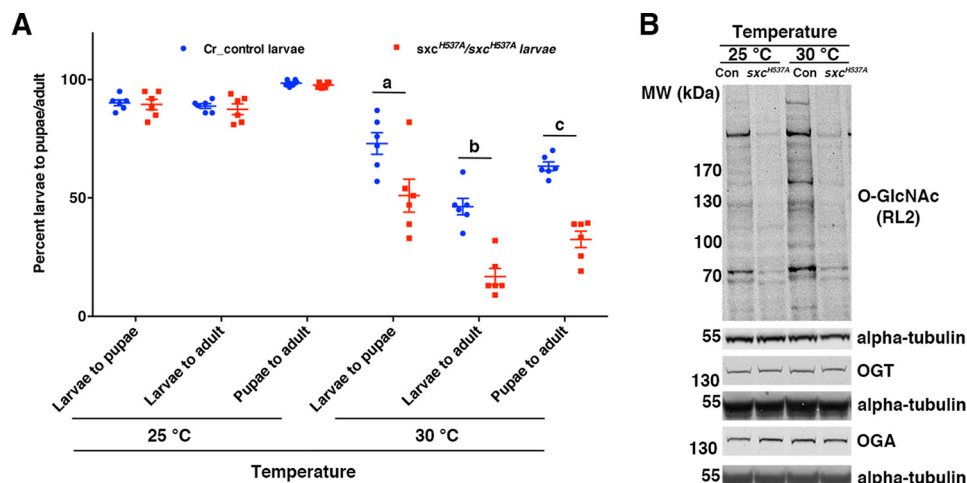 A
Cr_control larvae
sxcH537A/sxcH537A larvae
Percent larvae to pupae/adult
100
50
0
a
b
c
Larvae to pupae
Larvae to adult
Pupae to adult
Larvae to pupae
Larvae to adult
Pupae to adult
25 °C
30 °C
Temperature
B
Temperature
25 °C
30 °C
Con
sxcH537A
Con
sxcH537A
MW (kDa)
170
130
100
70
O-GlcNAc
(RL2)
55
alpha-tubulin
130
OGT
55
alpha-tubulin
130
OGA
55
alpha-tubulin